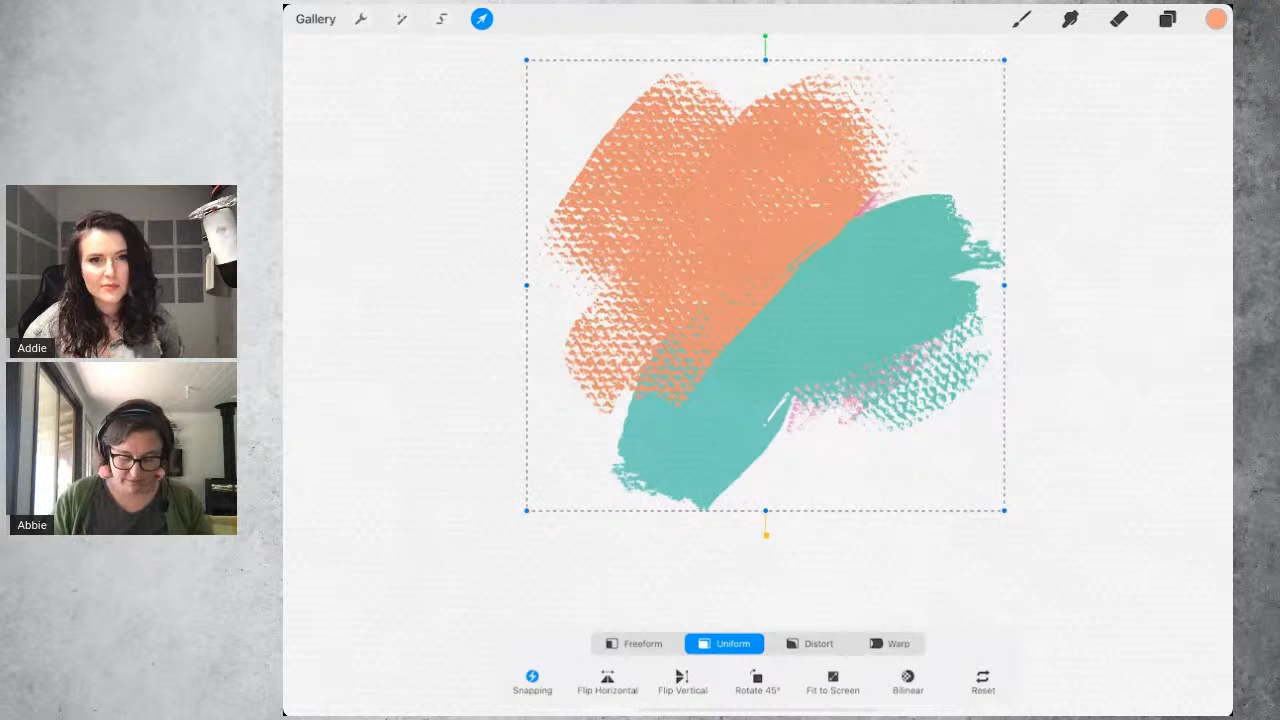 Gallery
Addie
Abbie
Freeform Uniform Distort Warp
Snapping Flip Horizontal Flip Vertical Rotate 45° Fit to Screen Bilinear Reset